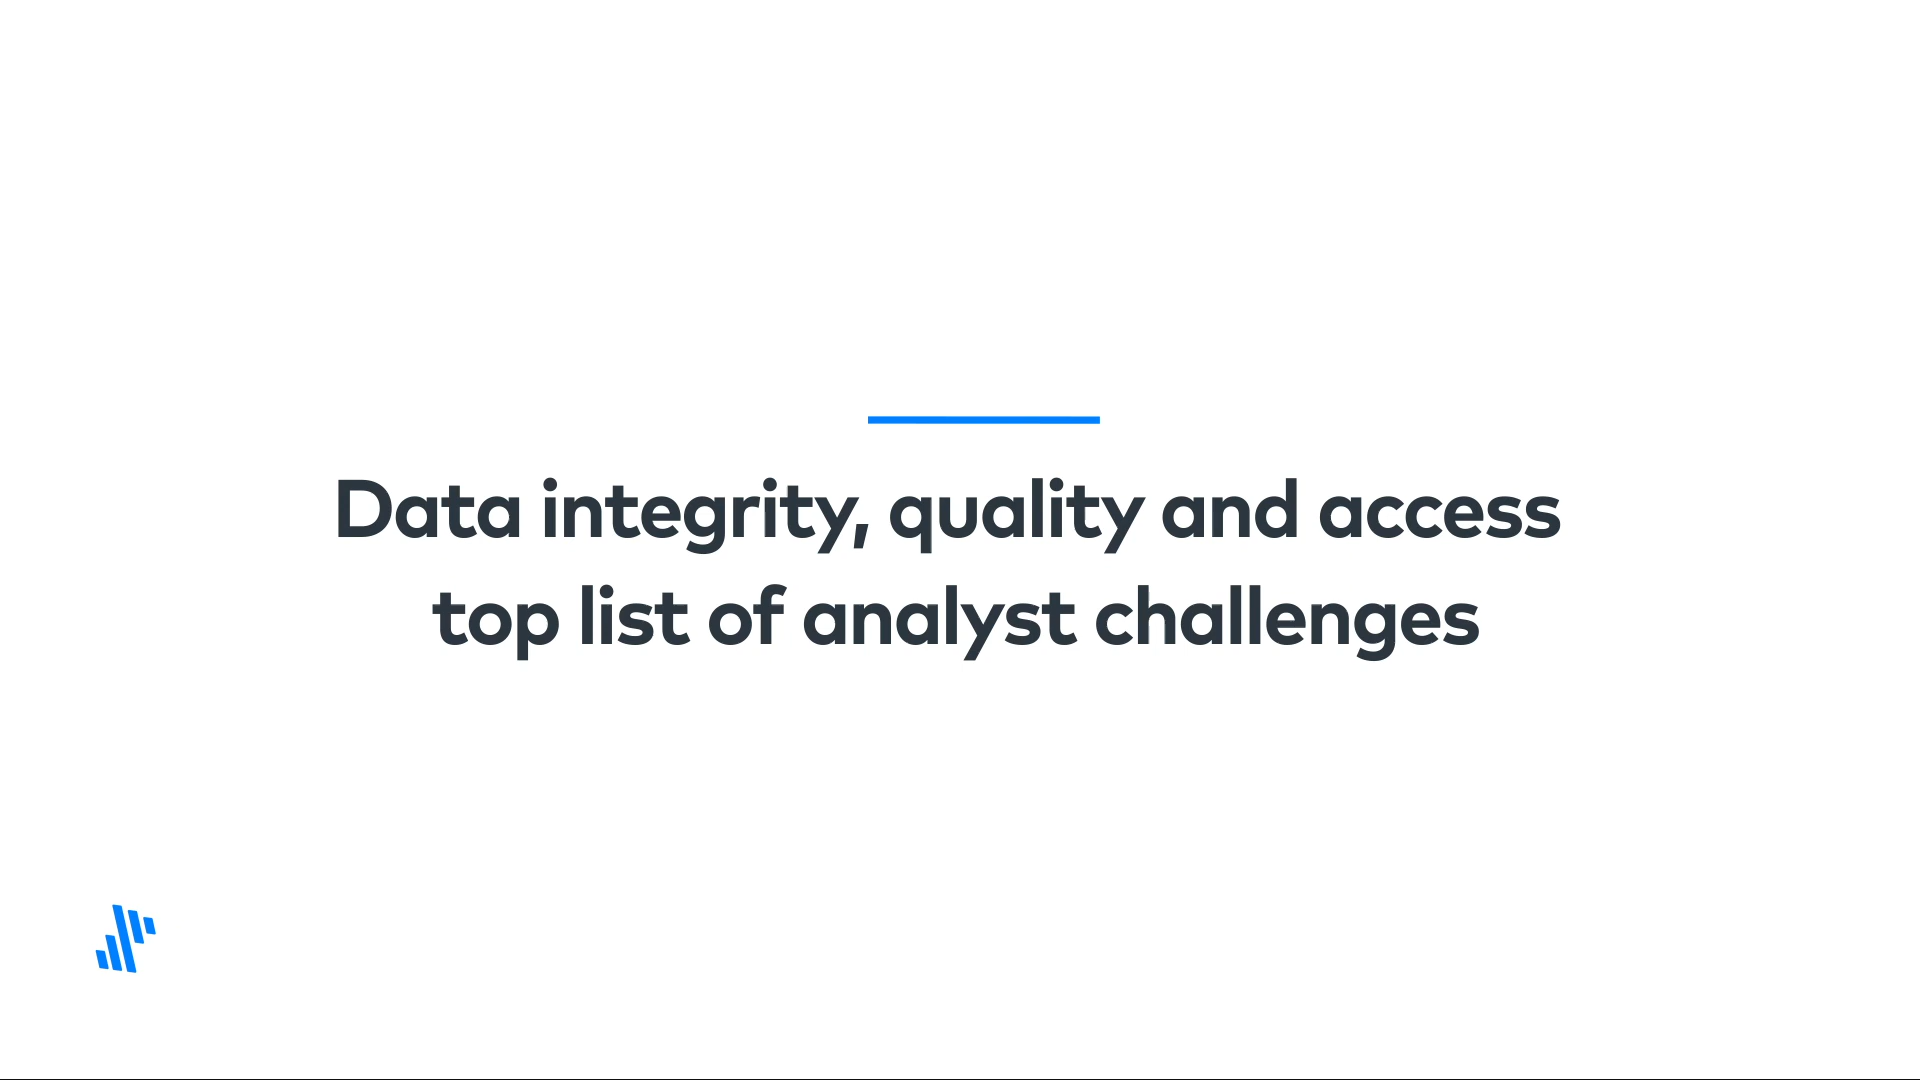 Data integrity, quality and access
top list of analyst challenges